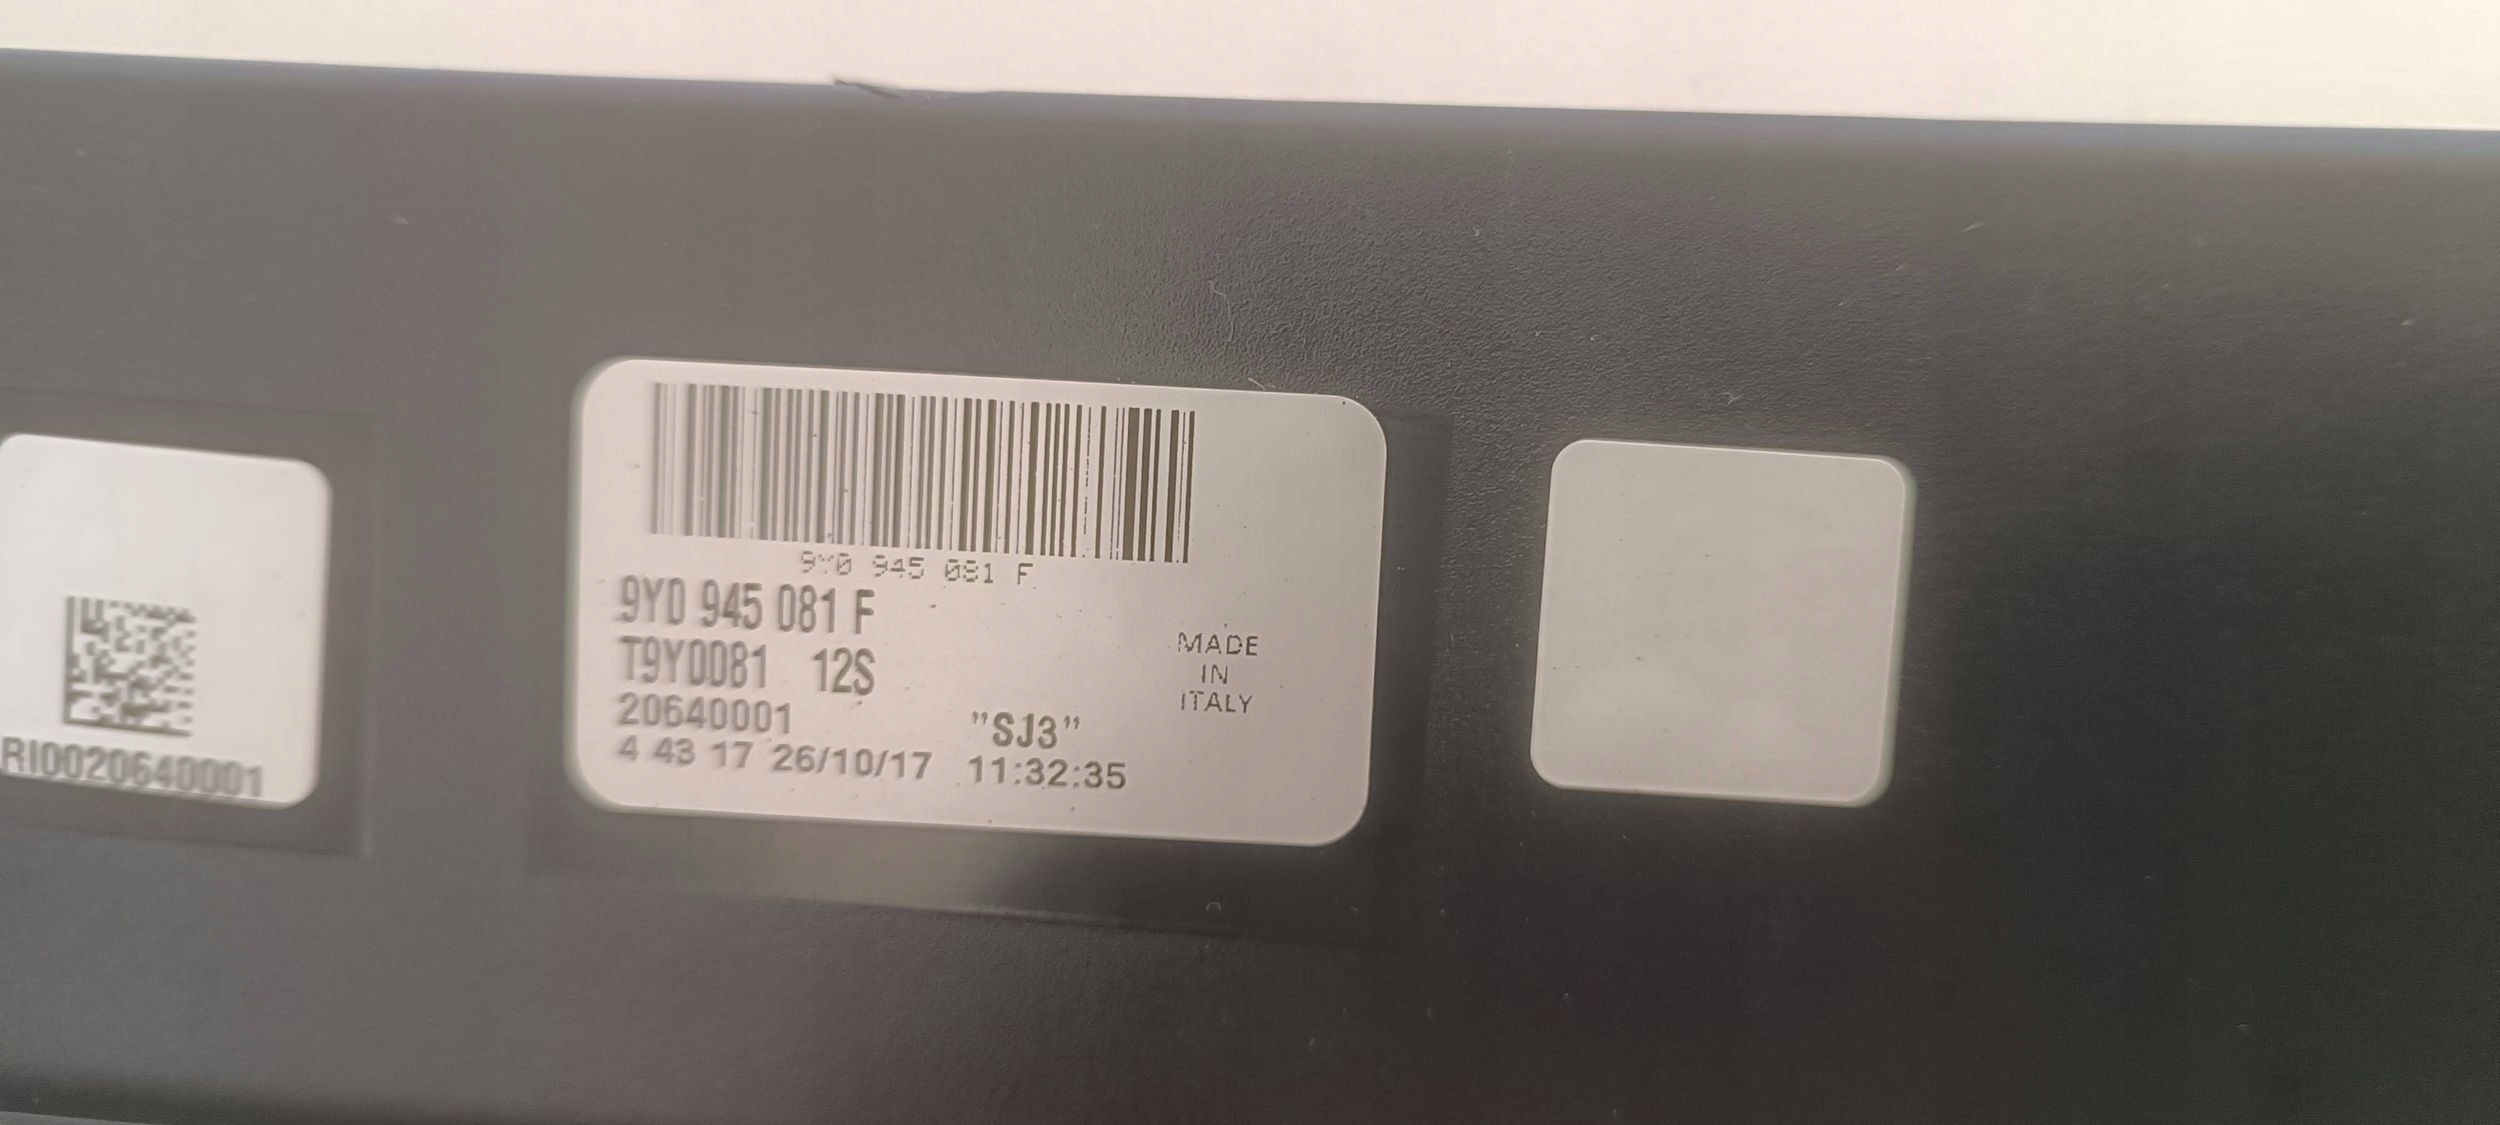 9Y0 945 081 F
9Y0 945 081 F
T9Y0081 12S
20640001 "SJ3"
4 43 17 26/10/17 11:32:35
MADE
IN
ITALY
RI0020640001